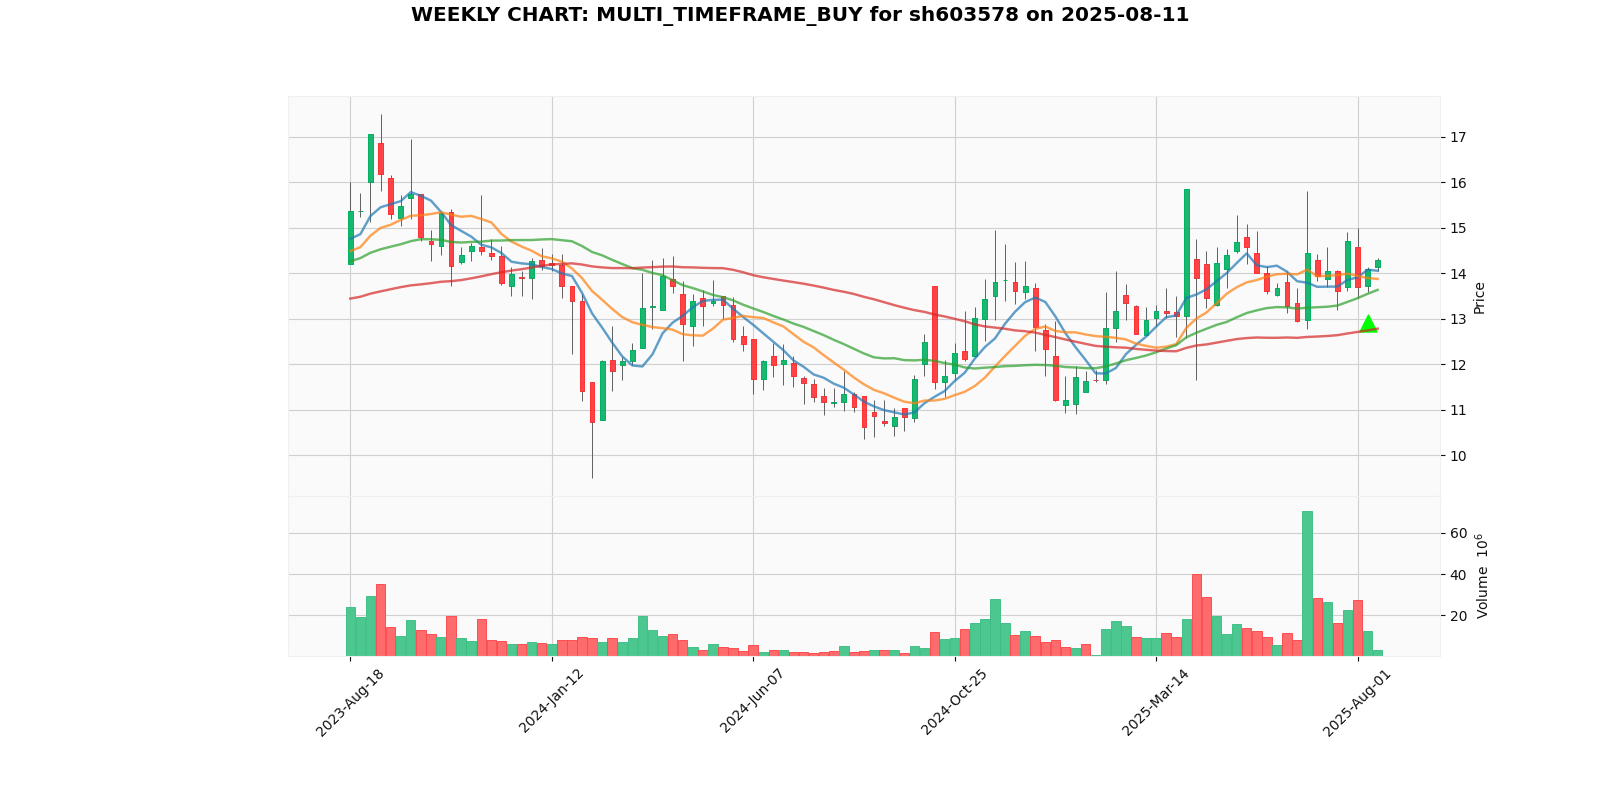 WEEKLY CHART: MULTI_TIMEFRAME_BUY for sh603578 on 2025-08-11
17
16
15
14
13
12
11
10
Price
60
40
20
Volume 10⁶
2023-Aug-18
2024-Jan-12
2024-Jun-07
2024-Oct-25
2025-Mar-14
2025-Aug-01